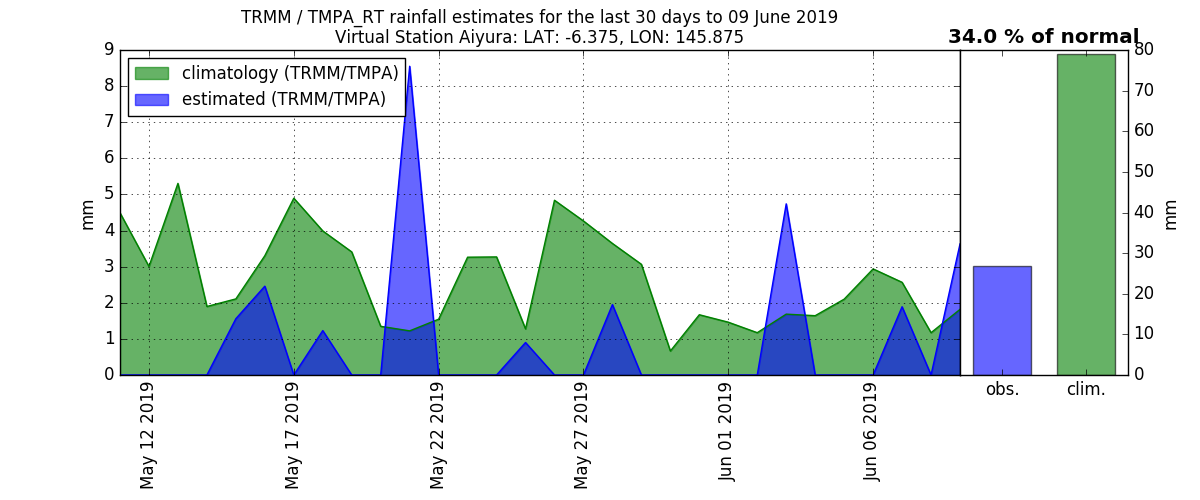 TRMM / TMPA_RT rainfall estimates for the last 30 days to 09 June 2019
Virtual Station Aiyura: LAT: -6.375, LON: 145.875
34.0 % of normal
climatology (TRMM/TMPA)
estimated (TRMM/TMPA)
9
8
7
6
5
4
3
2
1
0
mm
May 12 2019
May 17 2019
May 22 2019
May 27 2019
Jun 01 2019
Jun 06 2019
obs.
clim.
80
70
60
50
40
30
20
10
0
mm